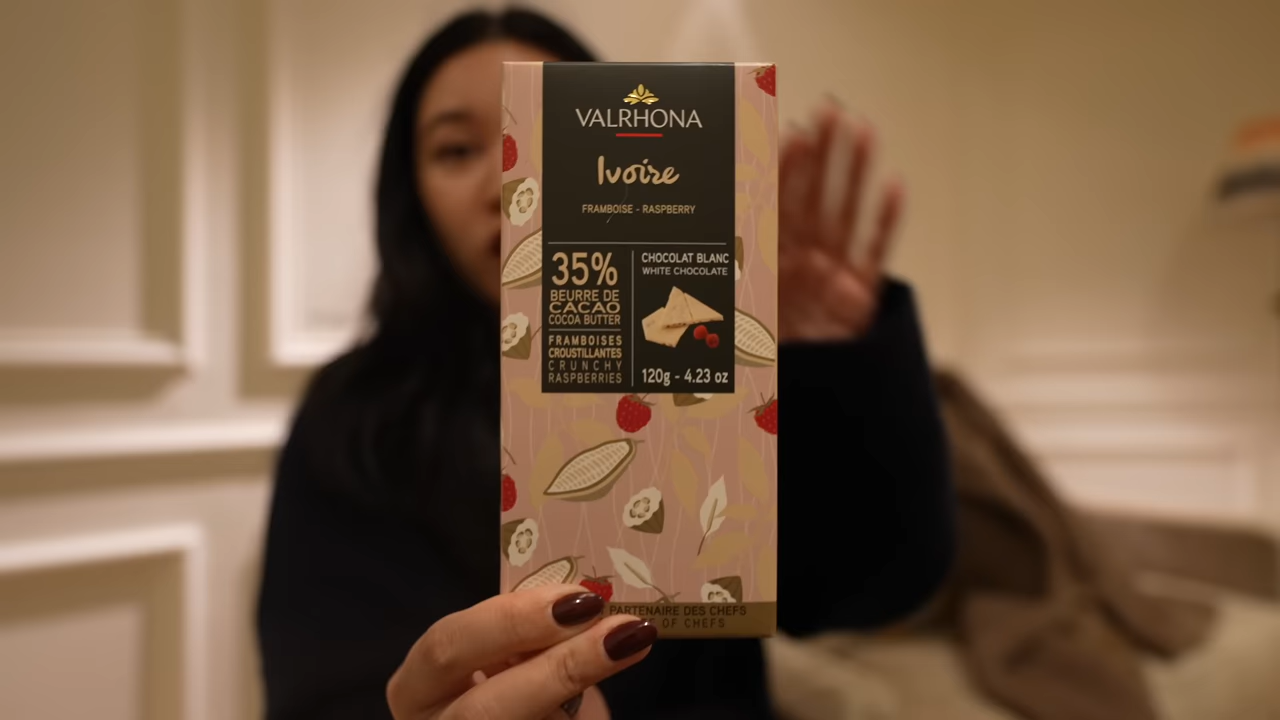 VALRHONA
Ivoire
FRAMBOISE - RASPBERRY
35%
BEURRE DE
CACAO
COCOA BUTTER
FRAMBOISES
CROUSTILLANTES
CRUNCHY
RASPBERRIES
CHOCOLAT BLANC
WHITE CHOCOLATE
120g - 4.23 oz
PARTENAIRE DES CHEFS
OF CHEFS